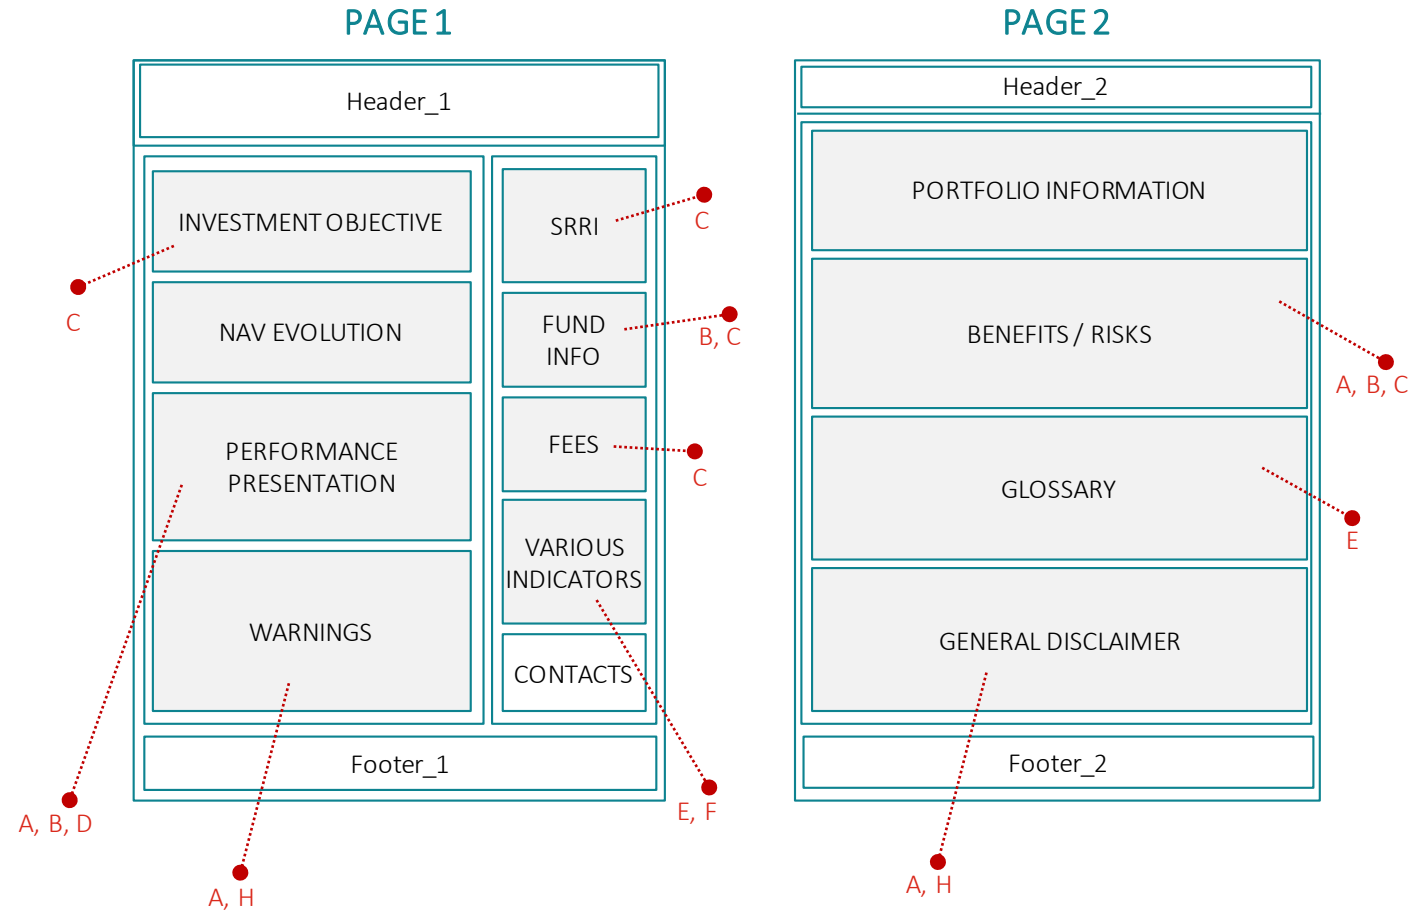 PAGE 1
Header_1
INVESTMENT OBJECTIVE
C
NAV EVOLUTION
PERFORMANCE
PRESENTATION
A, B, D
WARNINGS
A, H
SRRI
C
FUND
INFO
B, C
FEES
C
VARIOUS
INDICATORS
E, F
CONTACTS
Footer_1
PAGE 2
Header_2
PORTFOLIO INFORMATION
BENEFITS / RISKS
A, B, C
GLOSSARY
E
GENERAL DISCLAIMER
A, H
Footer_2